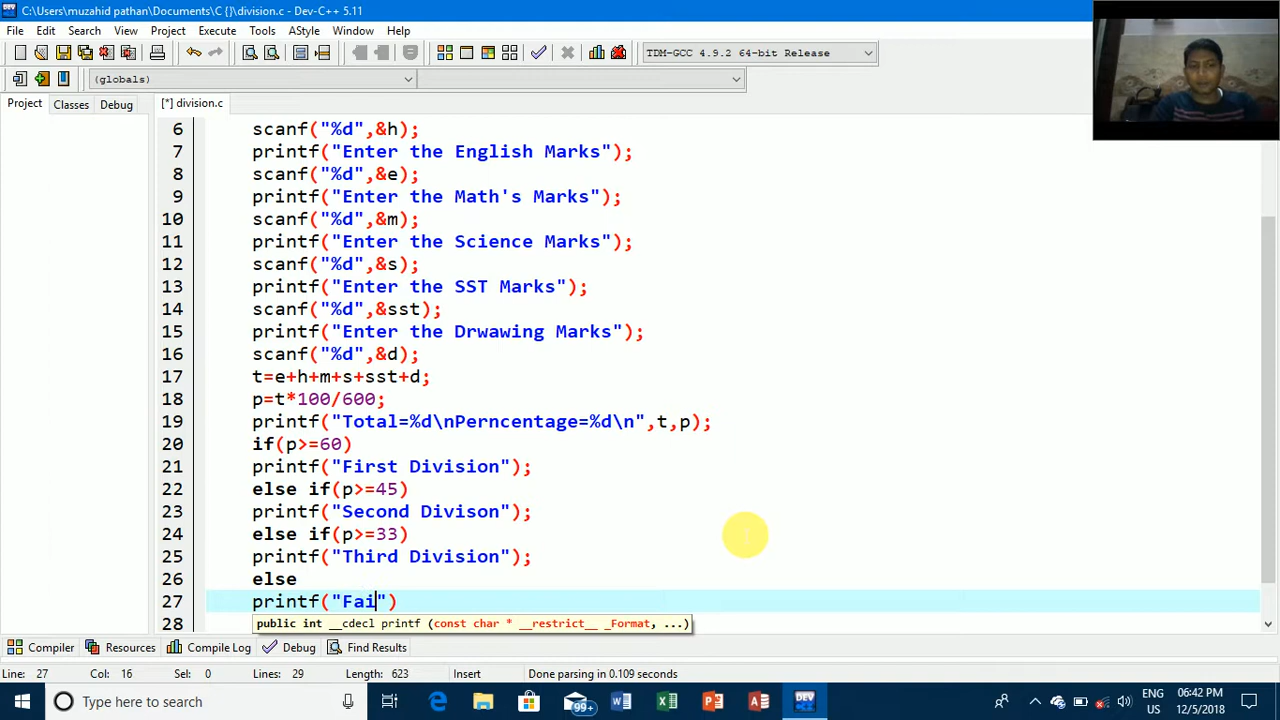 C:\Users\muzahid pathan\Documents\C {}\division.c - Dev-C++ 5.11
File Edit Search View Project Execute Tools AStyle Window Help
TDM-GCC 4.9.2 64-bit Release
(globals)
Project Classes Debug [*] division.c
6 scanf("%d",&h);
7 printf("Enter the English Marks");
8 scanf("%d",&e);
9 printf("Enter the Math's Marks");
10 scanf("%d",&m);
11 printf("Enter the Science Marks");
12 scanf("%d",&s);
13 printf("Enter the SST Marks");
14 scanf("%d",&sst);
15 printf("Enter the Drwawing Marks");
16 scanf("%d",&d);
17 t=e+h+m+s+sst+d;
18 p=t*100/600;
19 printf("Total=%d\nPerncentage=%d\n",t,p);
20 if(p>=60)
21 printf("First Division");
22 else if(p>=45)
23 printf("Second Divison");
24 else if(p>=33)
25 printf("Third Division");
26 else
27 printf("Fai")
28 public int __cdecl printf (const char * __restrict__ _Format, ...)
Compiler Resources Compile Log Debug Find Results
Line: 27 Col: 16 Sel: 0 Lines: 29 Length: 623 Insert Done parsing in 0.109 seconds
Type here to search 99+ ENG 06:42 PM
US 12/5/2018